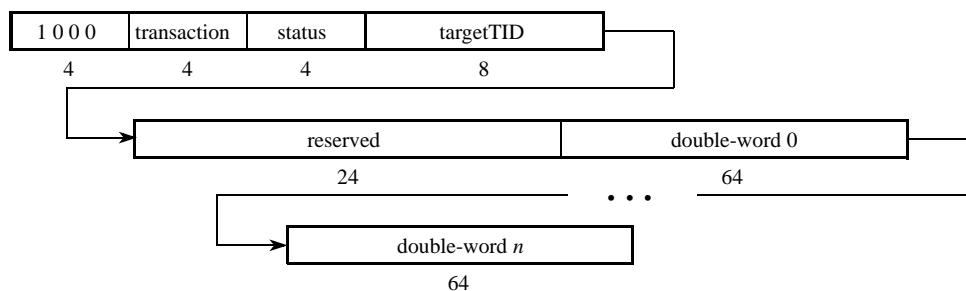 1 0 0 0 transaction status targetTID
4 4 4 8
reserved double-word 0
24 64
• • •
double-word n
64